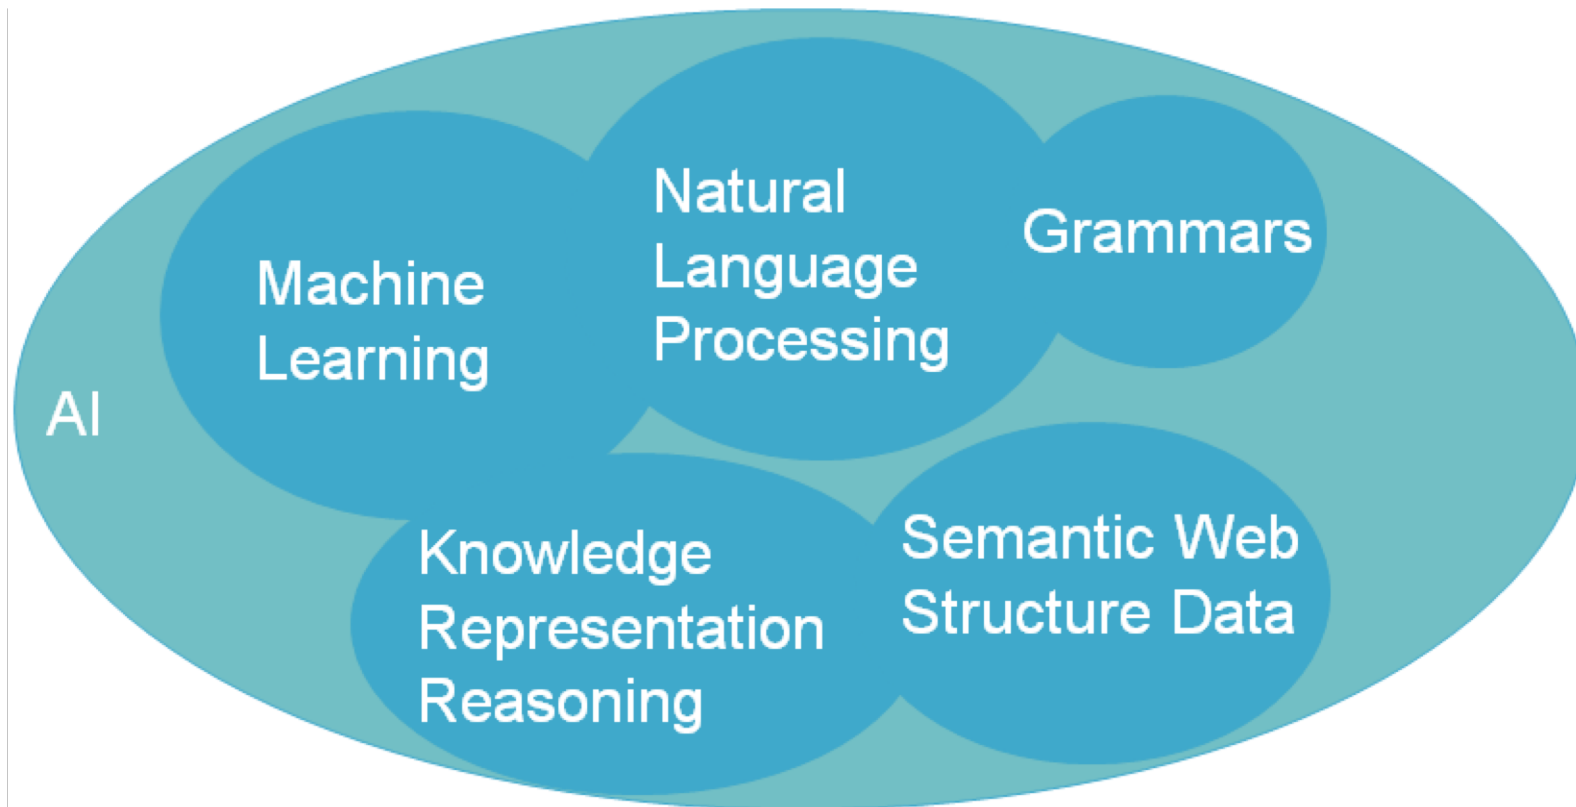 AI
Machine
Learning
Natural
Language
Processing
Grammars
Knowledge
Representation
Reasoning
Semantic Web
Structure Data